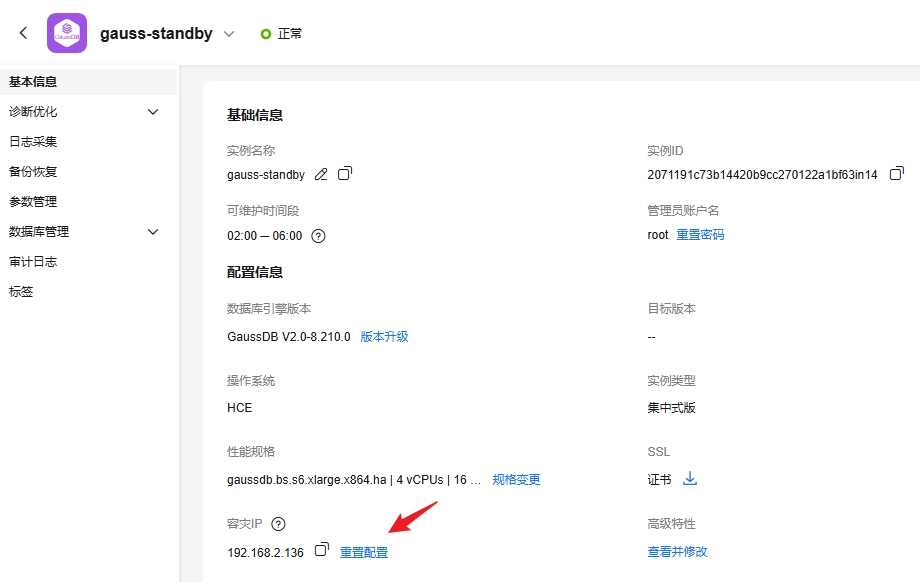 gauss-standby 正常
GaussDB
基本信息
诊断优化
日志采集
备份恢复
参数管理
数据库管理
审计日志
标签
基础信息
实例名称 实例ID
gauss-standby 2071191c73b14420b9cc270122a1bf63in14
可维护时间段 管理员账户名
02:00 — 06:00 root 重置密码
配置信息
数据库引擎版本 目标版本
GaussDB V2.0-8.210.0 版本升级 --
操作系统 实例类型
HCE 集中式版
性能规格 SSL
gaussdb.bs.s6.xlarge.x864.ha | 4 vCPUs | 16 ... 规格变更 证书
容灾IP 高级特性
192.168.2.136 重置配置 查看并修改